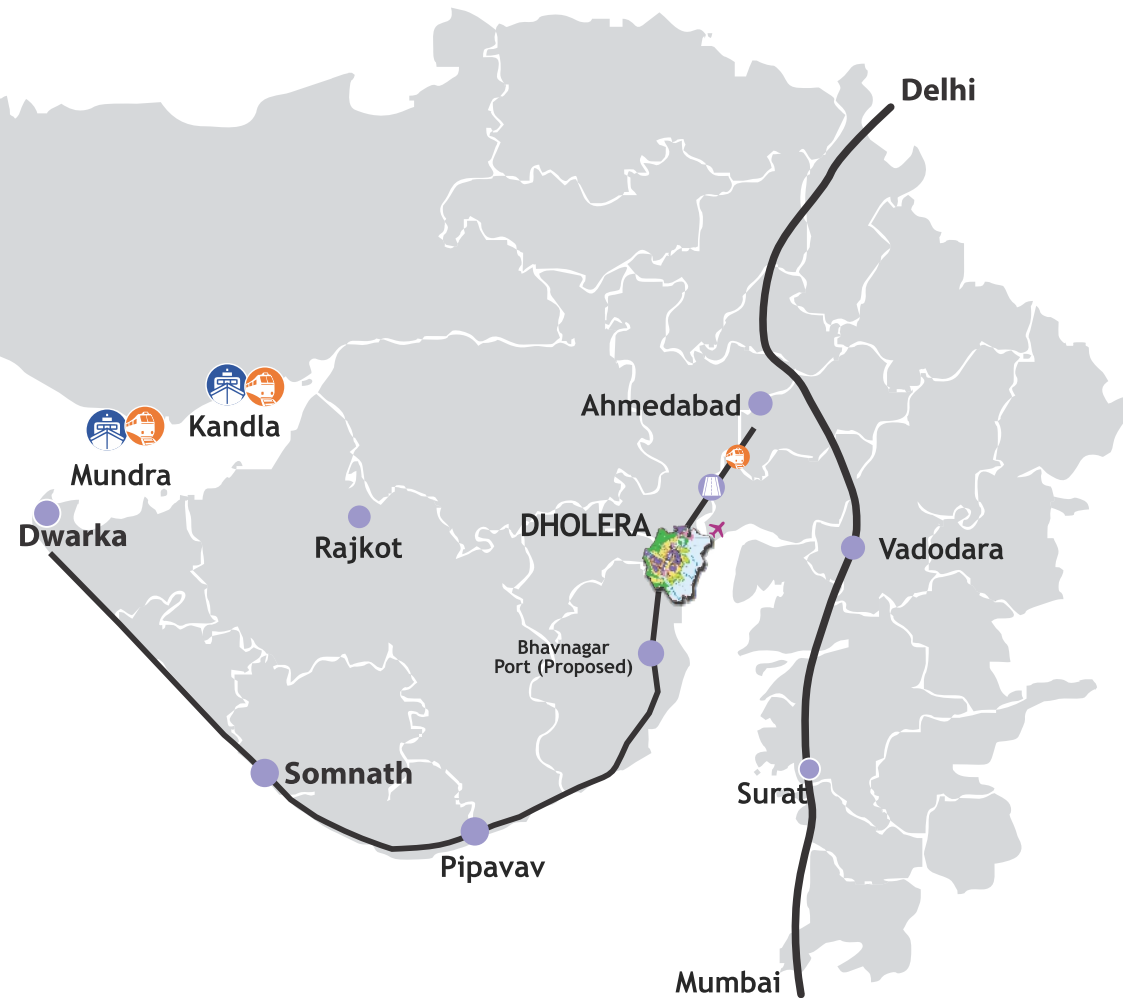 Delhi
Ahmedabad
Kandla
Mundra
Dwarka
Rajkot
DHOLERA
Vadodara
Bhavnagar
Port (Proposed)
Somnath
Surat
Pipavav
Mumbai